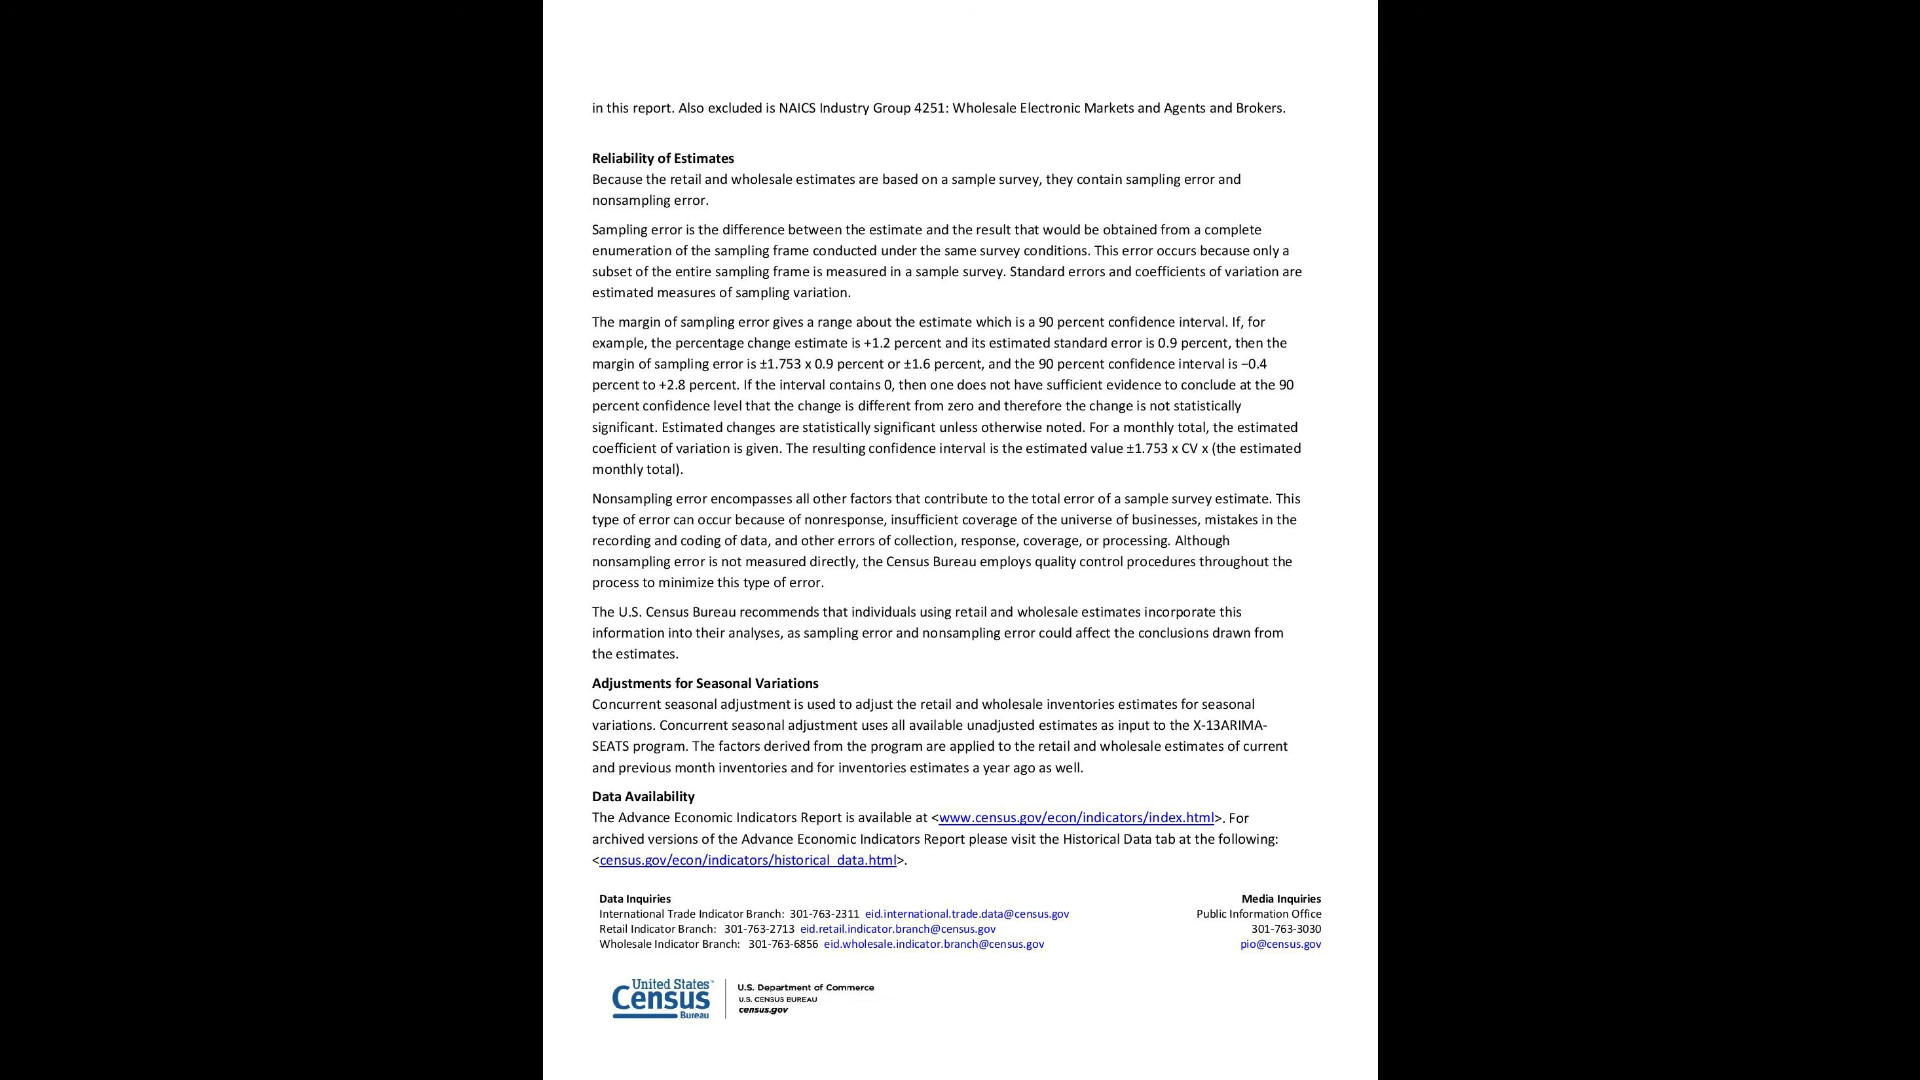 in this report. Also excluded is NAICS Industry Group 4251: Wholesale Electronic Markets and Agents and Brokers.
Reliability of Estimates
Because the retail and wholesale estimates are based on a sample survey, they contain sampling error and
nonsampling error.
Sampling error is the difference between the estimate and the result that would be obtained from a complete
enumeration of the sampling frame conducted under the same survey conditions. This error occurs because only a
subset of the entire sampling frame is measured in a sample survey. Standard errors and coefficients of variation are
estimated measures of sampling variation.
The margin of sampling error gives a range about the estimate which is a 90 percent confidence interval. If, for
example, the percentage change estimate is +1.2 percent and its estimated standard error is 0.9 percent, then the
margin of sampling error is ±1.753 x 0.9 percent or ±1.6 percent, and the 90 percent confidence interval is −0.4
percent to +2.8 percent. If the interval contains 0, then one does not have sufficient evidence to conclude at the 90
percent confidence level that the change is different from zero and therefore the change is not statistically
significant. Estimated changes are statistically significant unless otherwise noted. For a monthly total, the estimated
coefficient of variation is given. The resulting confidence interval is the estimated value ±1.753 x CV x (the estimated
monthly total).
Nonsampling error encompasses all other factors that contribute to the total error of a sample survey estimate. This
type of error can occur because of nonresponse, insufficient coverage of the universe of businesses, mistakes in the
recording and coding of data, and other errors of collection, response, coverage, or processing. Although
nonsampling error is not measured directly, the Census Bureau employs quality control procedures throughout the
process to minimize this type of error.
The U.S. Census Bureau recommends that individuals using retail and wholesale estimates incorporate this
information into their analyses, as sampling error and nonsampling error could affect the conclusions drawn from
the estimates.
Adjustments for Seasonal Variations
Concurrent seasonal adjustment is used to adjust the retail and wholesale inventories estimates for seasonal
variations. Concurrent seasonal adjustment uses all available unadjusted estimates as input to the X-13ARIMA-
SEATS program. The factors derived from the program are applied to the retail and wholesale estimates of current
and previous month inventories and for inventories estimates a year ago as well.
Data Availability
The Advance Economic Indicators Report is available at <www.census.gov/econ/indicators/index.html>. For
archived versions of the Advance Economic Indicators Report please visit the Historical Data tab at the following:
<census.gov/econ/indicators/historical_data.html>.
Data Inquiries
International Trade Indicator Branch: 301-763-2311 eid.international.trade.data@census.gov
Retail Indicator Branch: 301-763-2713 eid.retail.indicator.branch@census.gov
Wholesale Indicator Branch: 301-763-6856 eid.wholesale.indicator.branch@census.gov
Media Inquiries
Public Information Office
301-763-3030
pio@census.gov
United States™
Census
Bureau
U.S. Department of Commerce
U.S. CENSUS BUREAU
census.gov